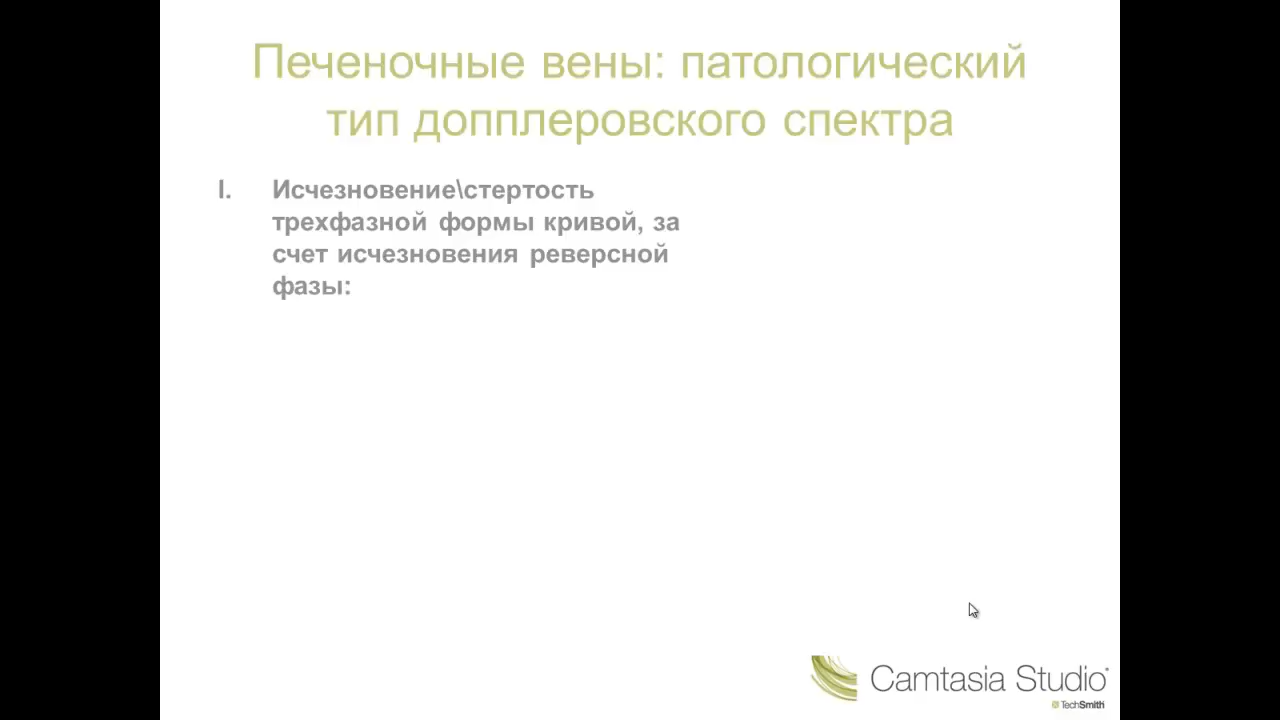 Печеночные вены: патологический
тип допплеровского спектра
I. Исчезновение\стертость
трехфазной формы кривой, за
счет исчезновения реверсной
фазы:
Camtasia Studio
TechSmith